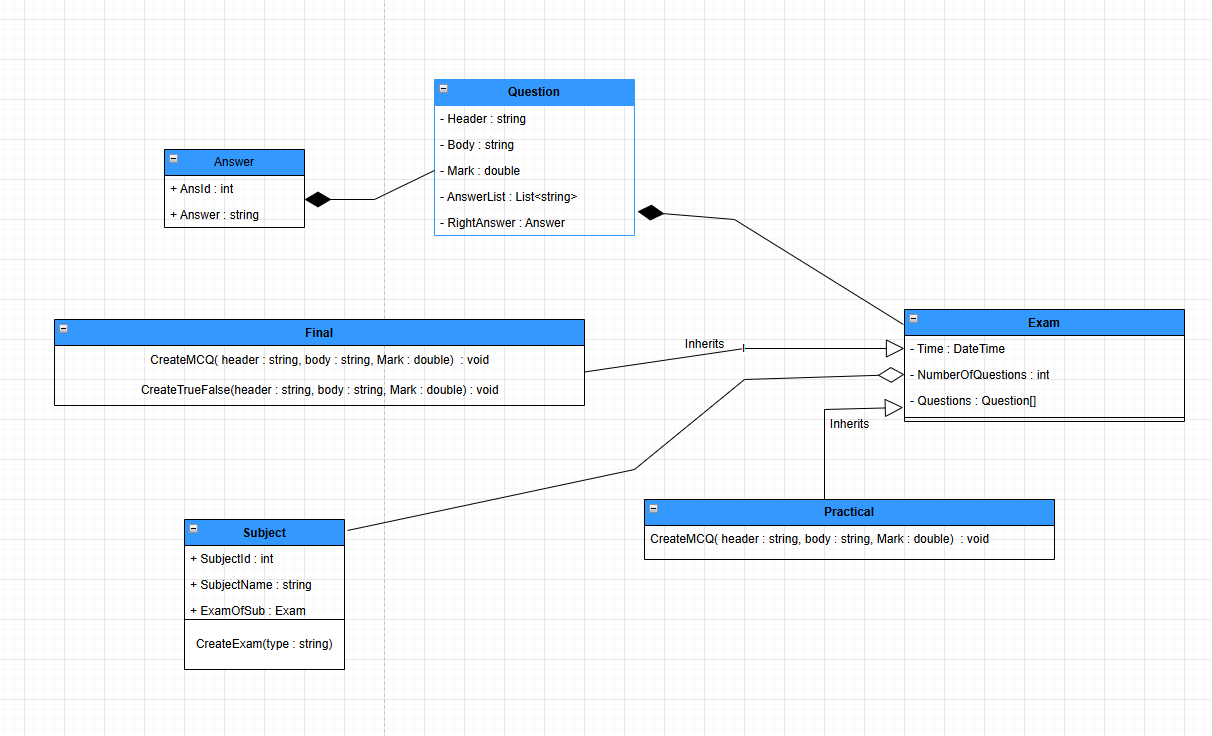 Question
- Header : string
- Body : string
- Mark : double
- AnswerList : List<string>
- RightAnswer : Answer
Answer
+ AnsId : int
+ Answer : string
Final
CreateMCQ( header : string, body : string, Mark : double)  : void
CreateTrueFalse(header : string, body : string, Mark : double) : void
Inherits
Exam
- Time : DateTime
- NumberOfQuestions : int
- Questions : Question[]
Inherits
Subject
+ SubjectId : int
+ SubjectName : string
+ ExamOfSub : Exam
CreateExam(type : string)
Practical
CreateMCQ( header : string, body : string, Mark : double)  : void